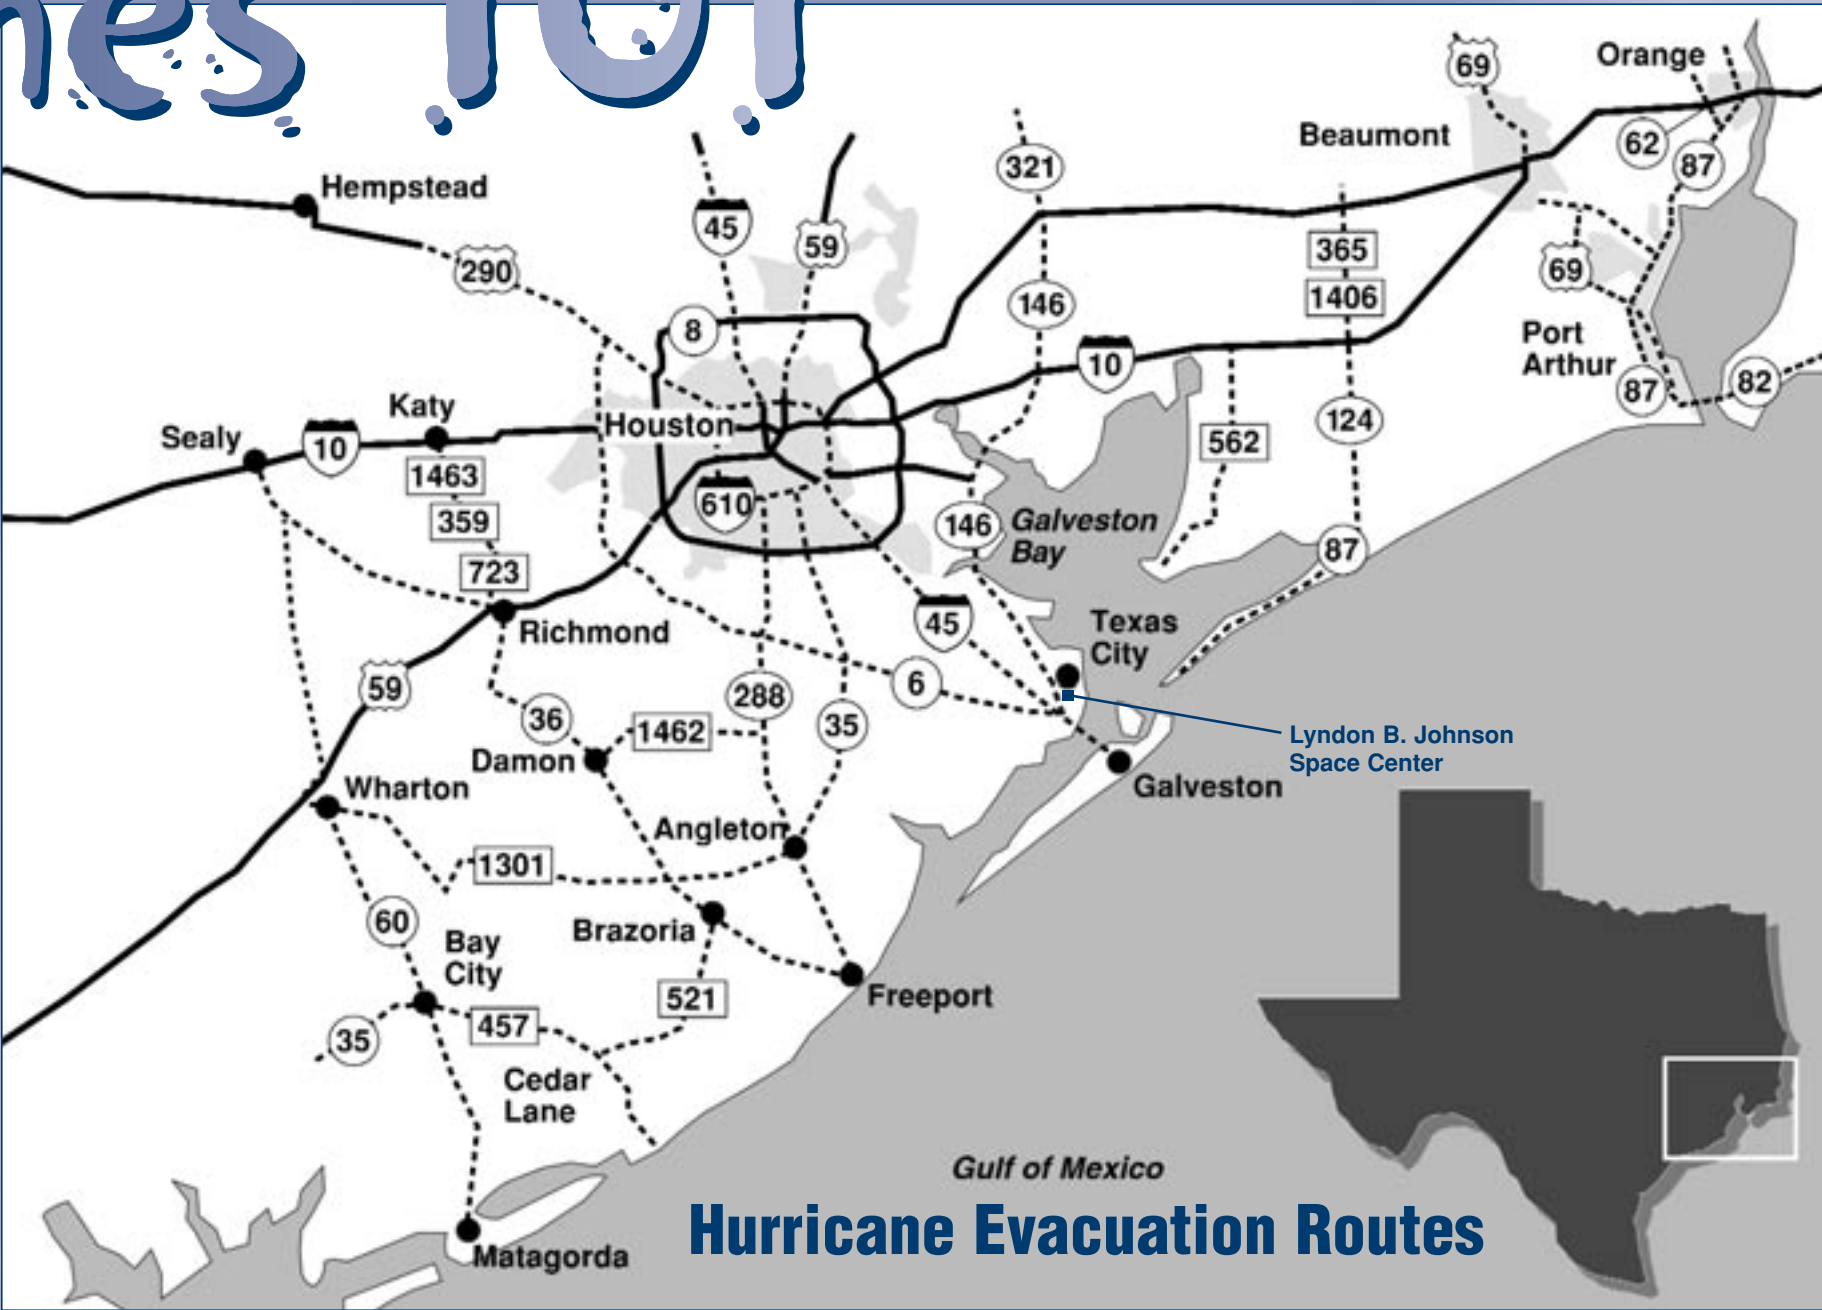 Orange
69
Beaumont
62
87
321
Hempstead
45
59
365
290
69
146
1406
8
Port
Arthur
10
87
82
Katy
124
Sealy
Houston
10
562
1463
610
359
146
Galveston
Bay
87
723
Richmond
45
Texas
City
59
6
288
36
35
1462
Lyndon B. Johnson
Space Center
Damon
Wharton
Galveston
Angleton
1301
60
Brazoria
Bay
City
521
Freeport
457
35
Cedar
Lane
Gulf of Mexico
Hurricane Evacuation Routes
Matagorda